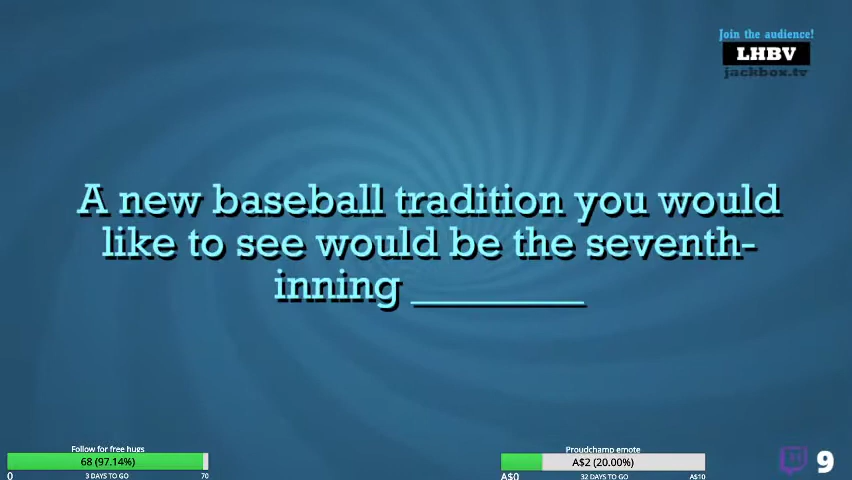 Join the audience!
LHBV
jackbox.tv
A new baseball tradition you would
like to see would be the seventh-
inning ________
Follow for free hugs
68 (97.14%)
0 3 DAYS TO GO 70
Proudchamp emote
A$2 (20.00%)
A$0 32 DAYS TO GO A$10
9